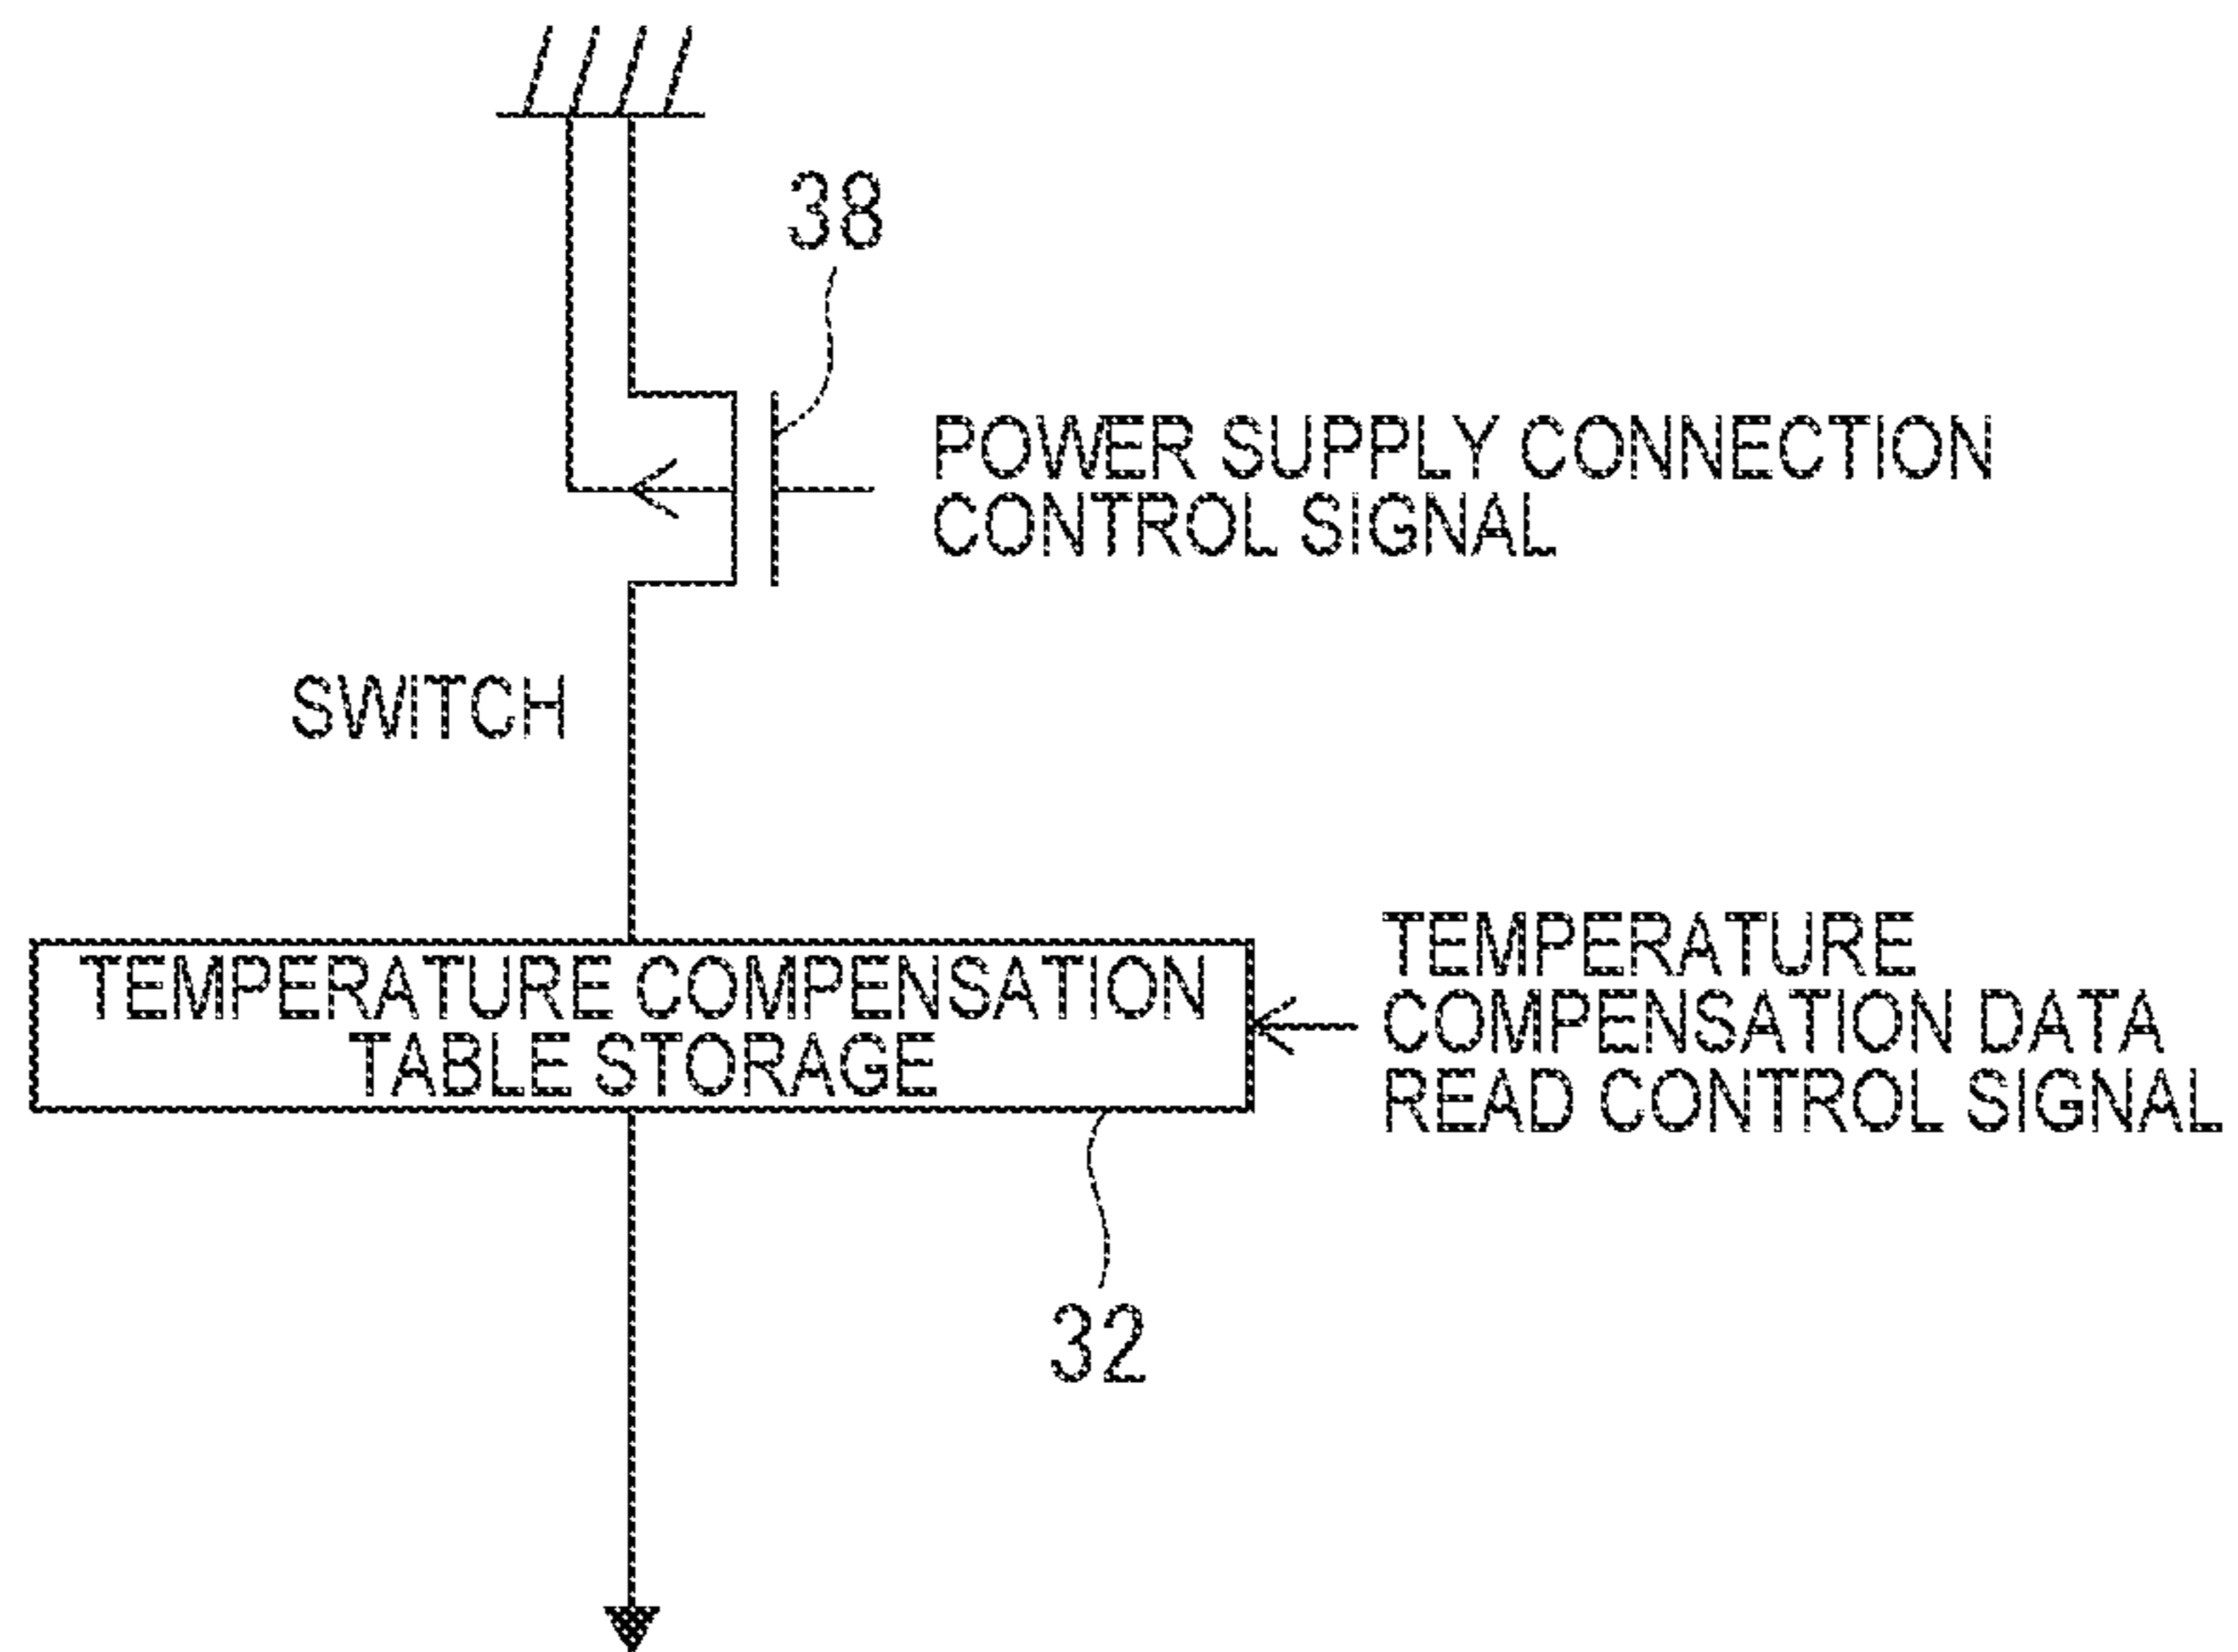 38
POWER SUPPLY CONNECTION
CONTROL SIGNAL
SWITCH
TEMPERATURE COMPENSATION
TABLE STORAGE
TEMPERATURE
COMPENSATION DATA
READ CONTROL SIGNAL
32